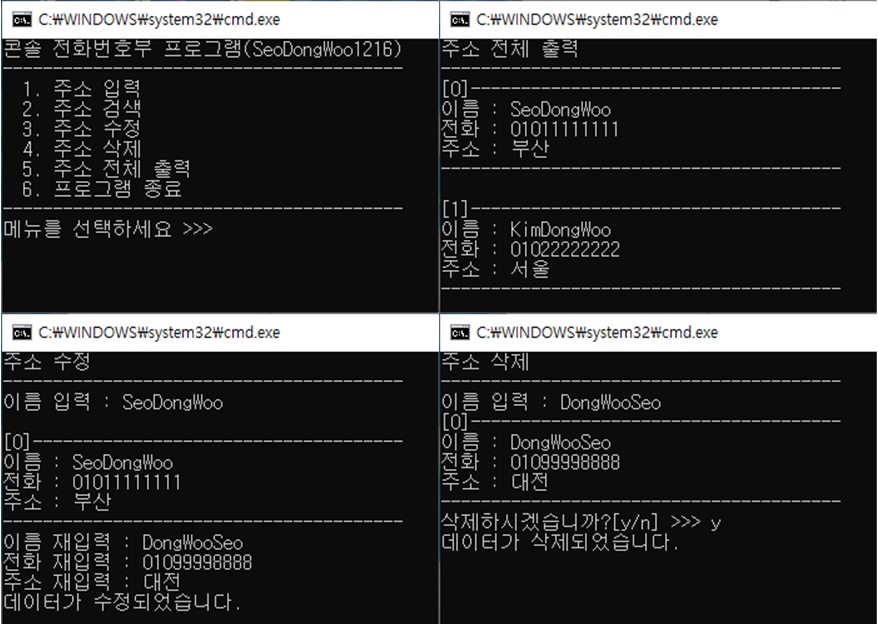 C:₩WINDOWS₩system32₩cmd.exe
콘솔 전화번호부 프로그램(SeoDongWoo1216)
----------------------------------------
1. 주소 입력
2. 주소 검색
3. 주소 수정
4. 주소 삭제
5. 주소 전체 출력
6. 프로그램 종료
----------------------------------------
메뉴를 선택하세요 >>>
C:₩WINDOWS₩system32₩cmd.exe
주소 전체 출력
----------------------------------------
[0]-------------------------------------
이름 : SeoDongWoo
전화 : 01011111111
주소 : 부산
----------------------------------------
[1]-------------------------------------
이름 : KimDongWoo
전화 : 01022222222
주소 : 서울
----------------------------------------
C:₩WINDOWS₩system32₩cmd.exe
주소 수정
----------------------------------------
이름 입력 : SeoDongWoo
[0]-------------------------------------
이름 : SeoDongWoo
전화 : 01011111111
주소 : 부산
----------------------------------------
이름 재입력 : DongWooSeo
전화 재입력 : 01099998888
주소 재입력 : 대전
데이터가 수정되었습니다.
C:₩WINDOWS₩system32₩cmd.exe
주소 삭제
----------------------------------------
이름 입력 : DongWooSeo
[0]-------------------------------------
이름 : DongWooSeo
전화 : 01099998888
주소 : 대전
----------------------------------------
삭제하시겠습니까?[y/n] >>> y
데이터가 삭제되었습니다.